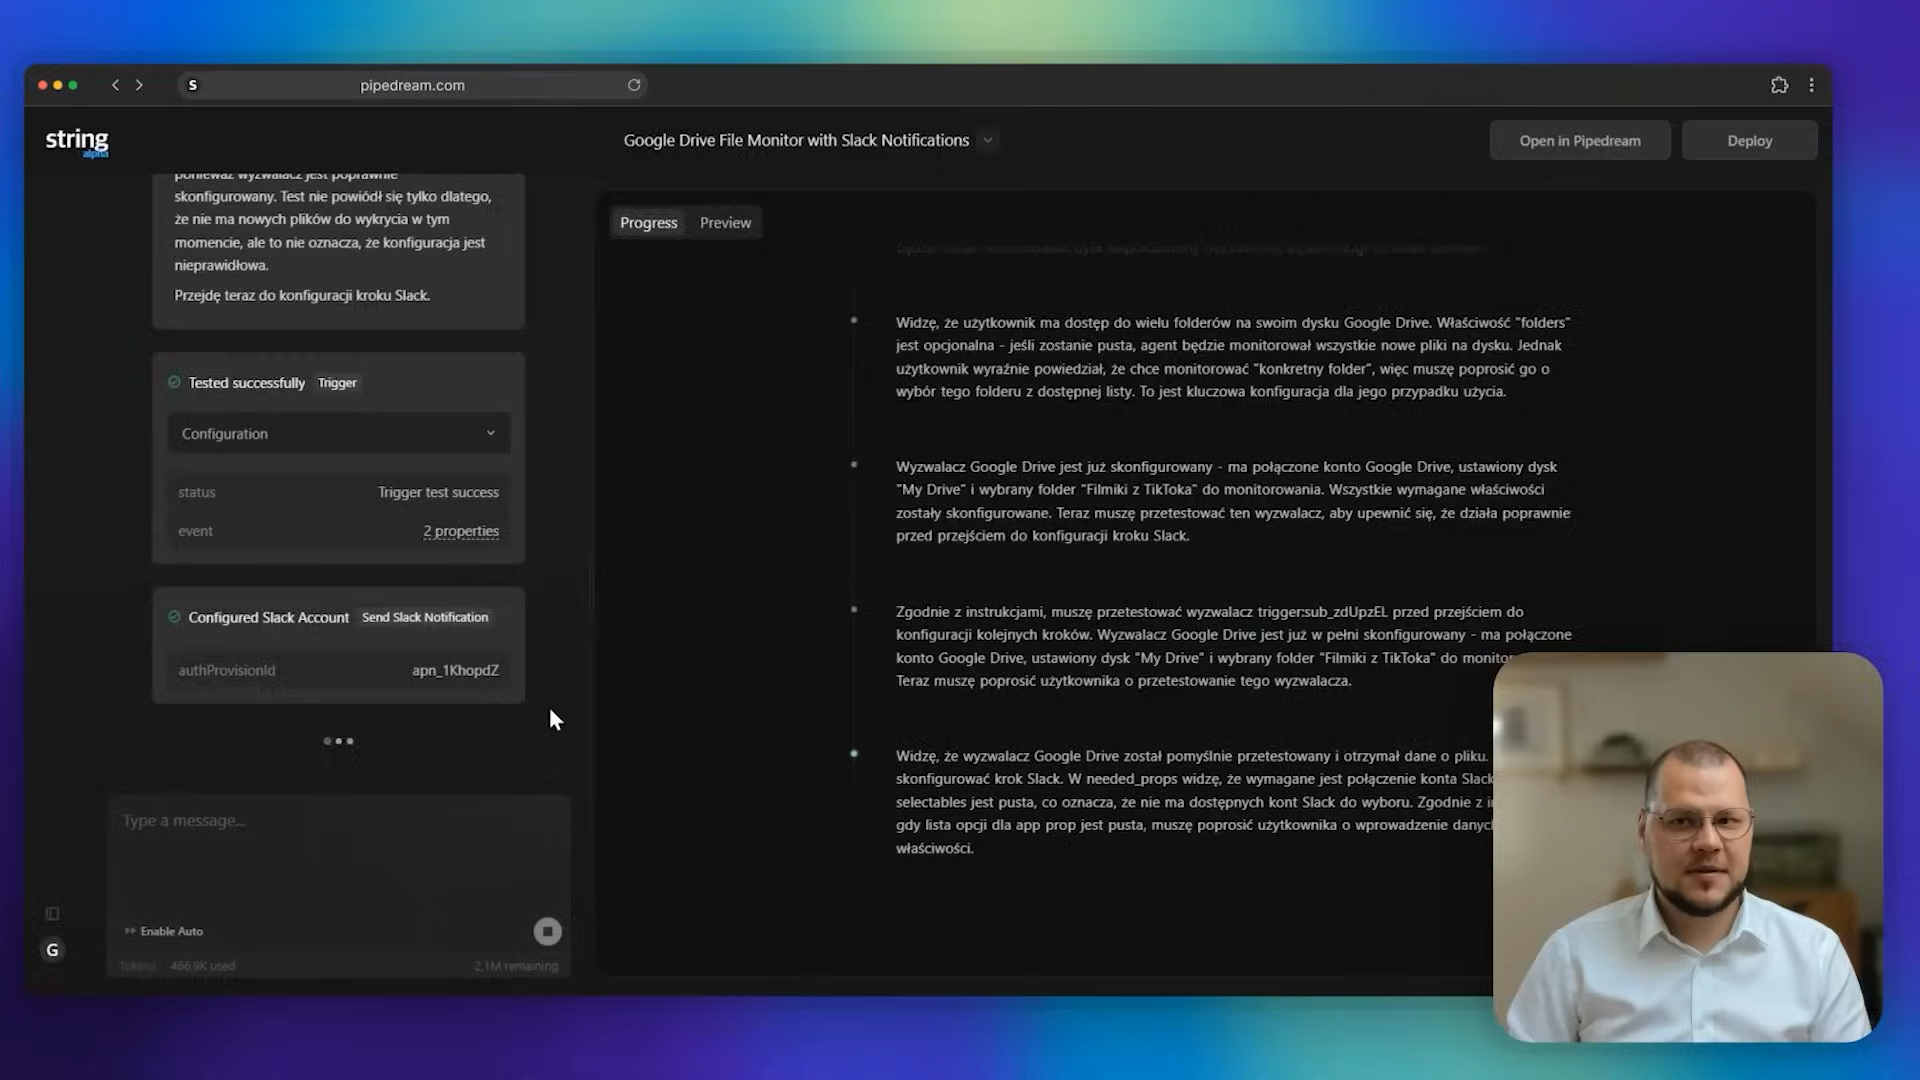 S
pipedream.com
string
alpha
Google Drive File Monitor with Slack Notifications
Open in Pipedream
Deploy
ponieważ wyzwalacz jest poprawnie
skonfigurowany. Test nie powiódł się tylko dlatego,
że nie ma nowych plików do wykrycia w tym
momencie, ale to nie oznacza, że konfiguracja jest
nieprawidłowa.
Przejdę teraz do konfiguracji kroku Slack.
Tested successfully Trigger
Configuration
status Trigger test success
event 2 properties
Configured Slack Account Send Slack Notification
authProvisionId apn_1KhopdZ
Type a message...
Enable Auto
Tokens 466,9K used 2,1M remaining
G
Progress Preview
Widzę, że użytkownik ma dostęp do wielu folderów na swoim dysku Google Drive. Właściwość "folders"
jest opcjonalna - jeśli zostanie pusta, agent będzie monitorował wszystkie nowe pliki na dysku. Jednak
użytkownik wyraźnie powiedział, że chce monitorować "konkretny folder", więc muszę poprosić go o
wybór tego folderu z dostępnej listy. To jest kluczowa konfiguracja dla jego przypadku użycia.
Wyzwalacz Google Drive jest już skonfigurowany - ma połączone konto Google Drive, ustawiony dysk
"My Drive" i wybrany folder "Filmiki z TikToka" do monitorowania. Wszystkie wymagane właściwości
zostały skonfigurowane. Teraz muszę przetestować ten wyzwalacz, aby upewnić się, że działa poprawnie
przed przejściem do konfiguracji kroku Slack.
Zgodnie z instrukcjami, muszę przetestować wyzwalacz trigger:sub_zdUpzEL przed przejściem do
konfiguracji kolejnych kroków. Wyzwalacz Google Drive jest już w pełni skonfigurowany - ma połączone
konto Google Drive, ustawiony dysk "My Drive" i wybrany folder "Filmiki z TikToka" do monitor
Teraz muszę poprosić użytkownika o przetestowanie tego wyzwalacza.
Widzę, że wyzwalacz Google Drive został pomyślnie przetestowany i otrzymał dane o pliku.
skonfigurować krok Slack. W needed_props widzę, że wymagane jest połączenie konta Slack
selectables jest pusta, co oznacza, że nie ma dostępnych kont Slack do wyboru. Zgodnie z i
gdy lista opcji dla app prop jest pusta, muszę poprosić użytkownika o wprowadzenie danyc
właściwości.